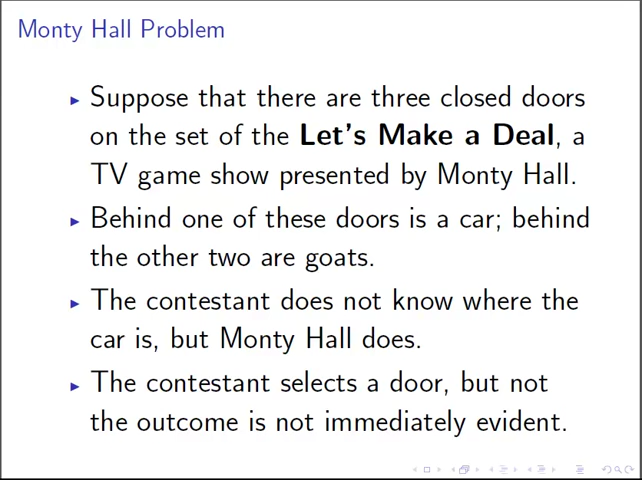 Monty Hall Problem
Suppose that there are three closed doors
on the set of the Let's Make a Deal, a
TV game show presented by Monty Hall.
Behind one of these doors is a car; behind
the other two are goats.
The contestant does not know where the
car is, but Monty Hall does.
The contestant selects a door, but not
the outcome is not immediately evident.